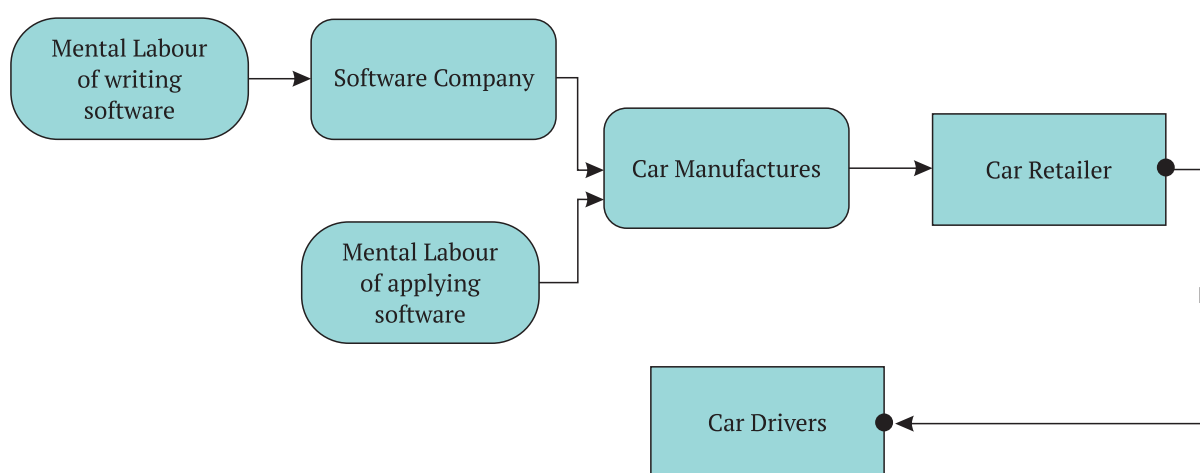 Mental Labour
of writing
software
Software Company
Car Manufactures
Car Retailer
Mental Labour
of applying
software
Car Drivers